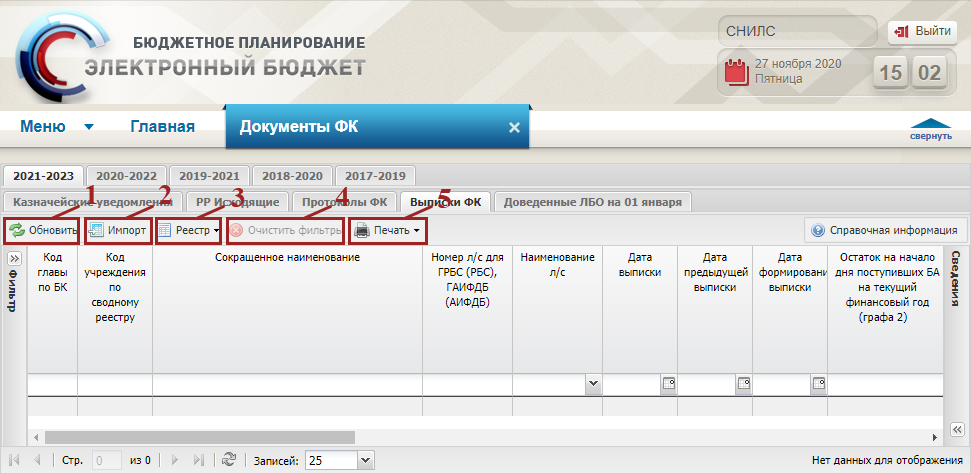 БЮДЖЕТНОЕ ПЛАНИРОВАНИЕ
ЭЛЕКТРОННЫЙ БЮДЖЕТ
СНИЛС
Выйти
27 ноября 2020
Пятница
15 02
Меню Главная Документы ФК
свернуть
2021-2023 2020-2022 2019-2021 2018-2020 2017-2019
1 2 3 4 5
Казначейские уведомления РР Исходящие Протоколы ФК Выписки ФК Доведенные ЛБО на 01 января
Обновить Импорт Реестр Очистить фильтры Печать Справочная информация
Фильтр
Код главы по БК
Код учреждения по сводному реестру
Сокращенное наименование
Номер л/с для ГРБС (РБС), ГАИФДБ (АИФДБ)
Наименование л/с
Дата выписки
Дата предыдущей выписки
Дата формировани выписки
Остаток на начало дня поступивших БА на текущий финансовый год (графа 2)
Сведения
Стр. 0 из 0 Записей: 25 Нет данных для отображения